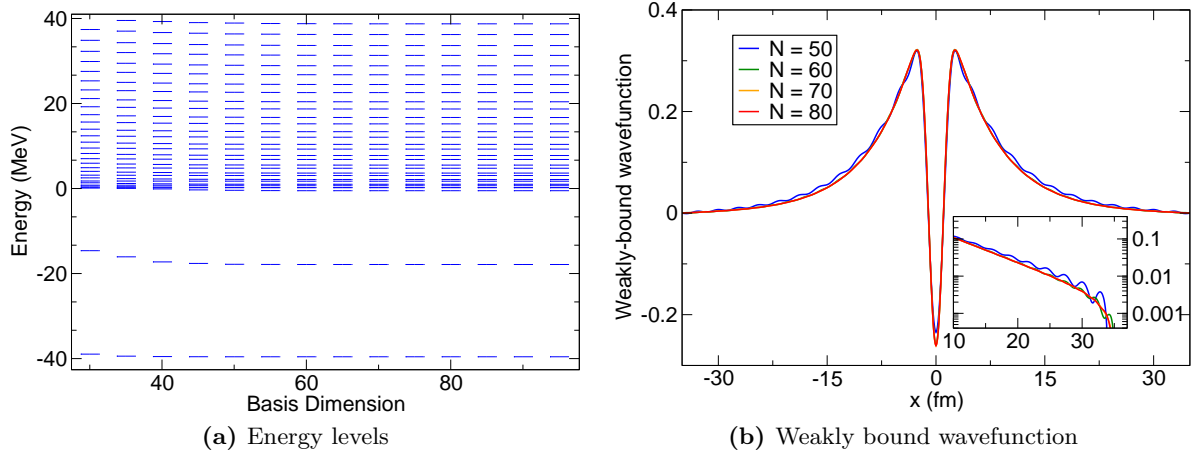 40
20
0
-20
-40
Energy (MeV)
40
60
80
Basis Dimension
(a) Energy levels
0.4
0.2
0
-0.2
Weakly-bound wavefunction
N = 50
N = 60
N = 70
N = 80
0.1
0.01
0.001
10
20
30
-30
-15
0
15
30
x (fm)
(b) Weakly bound wavefunction